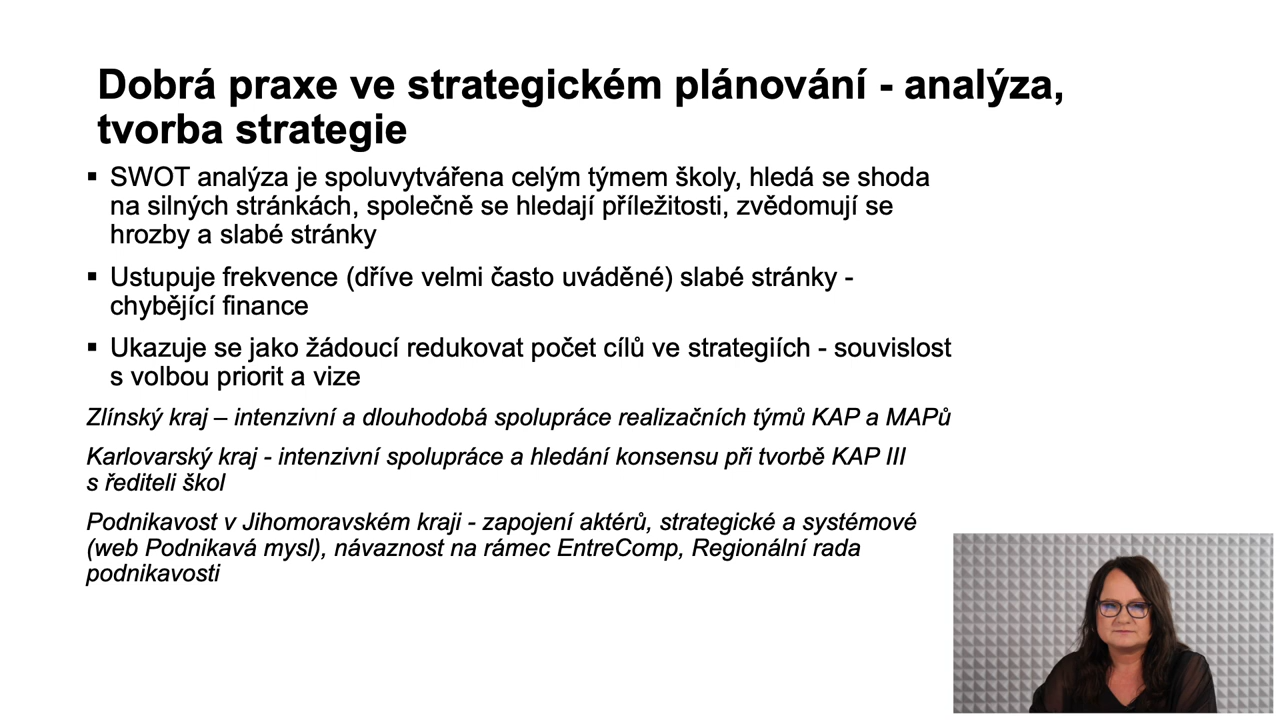 Dobrá praxe ve strategickém plánování - analýza,
tvorba strategie
▪ SWOT analýza je spoluvytvářena celým týmem školy, hledá se shoda
na silných stránkách, společně se hledají příležitosti, zvědomují se
hrozby a slabé stránky
▪ Ustupuje frekvence (dříve velmi často uváděné) slabé stránky -
chybějící finance
▪ Ukazuje se jako žádoucí redukovat počet cílů ve strategiích - souvislost
s volbou priorit a vize
Zlínský kraj – intenzivní a dlouhodobá spolupráce realizačních týmů KAP a MAPů
Karlovarský kraj - intenzivní spolupráce a hledání konsensu při tvorbě KAP III
s řediteli škol
Podnikavost v Jihomoravském kraji - zapojení aktérů, strategické a systémové
(web Podnikavá mysl), návaznost na rámec EntreComp, Regionální rada
podnikavosti